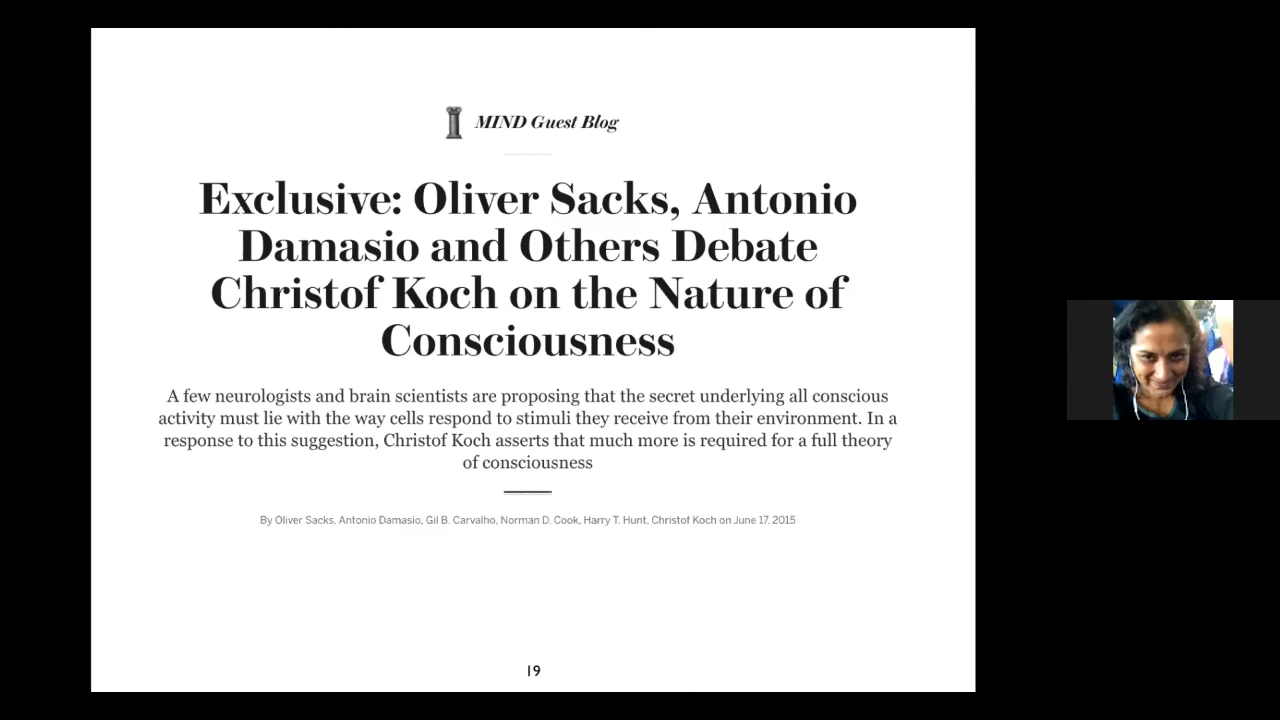 MIND Guest Blog
Exclusive: Oliver Sacks, Antonio
Damasio and Others Debate
Christof Koch on the Nature of
Consciousness
A few neurologists and brain scientists are proposing that the secret underlying all conscious
activity must lie with the way cells respond to stimuli they receive from their environment. In a
response to this suggestion, Christof Koch asserts that much more is required for a full theory
of consciousness
By Oliver Sacks, Antonio Damasio, Gil B. Carvalho, Norman D. Cook, Harry T. Hunt, Christof Koch on June 17, 2015
19